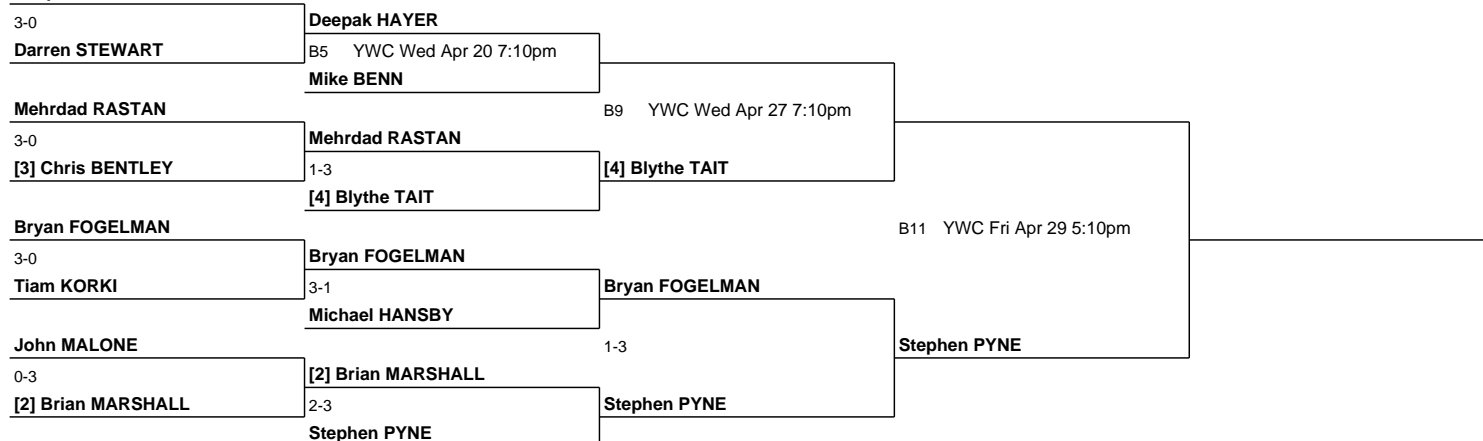 3-0
Deepak HAYER
Darren STEWART
B5 YWC Wed Apr 20 7:10pm
Mike BENN
Mehrdad RASTAN
B9 YWC Wed Apr 27 7:10pm
3-0
Mehrdad RASTAN
[3] Chris BENTLEY
1-3
[4] Blythe TAIT
[4] Blythe TAIT
Bryan FOGELMAN
B11 YWC Fri Apr 29 5:10pm
3-0
Bryan FOGELMAN
Tiam KORKI
3-1
Bryan FOGELMAN
Michael HANSBY
John MALONE
1-3
Stephen PYNE
0-3
[2] Brian MARSHALL
[2] Brian MARSHALL
2-3
Stephen PYNE
Stephen PYNE